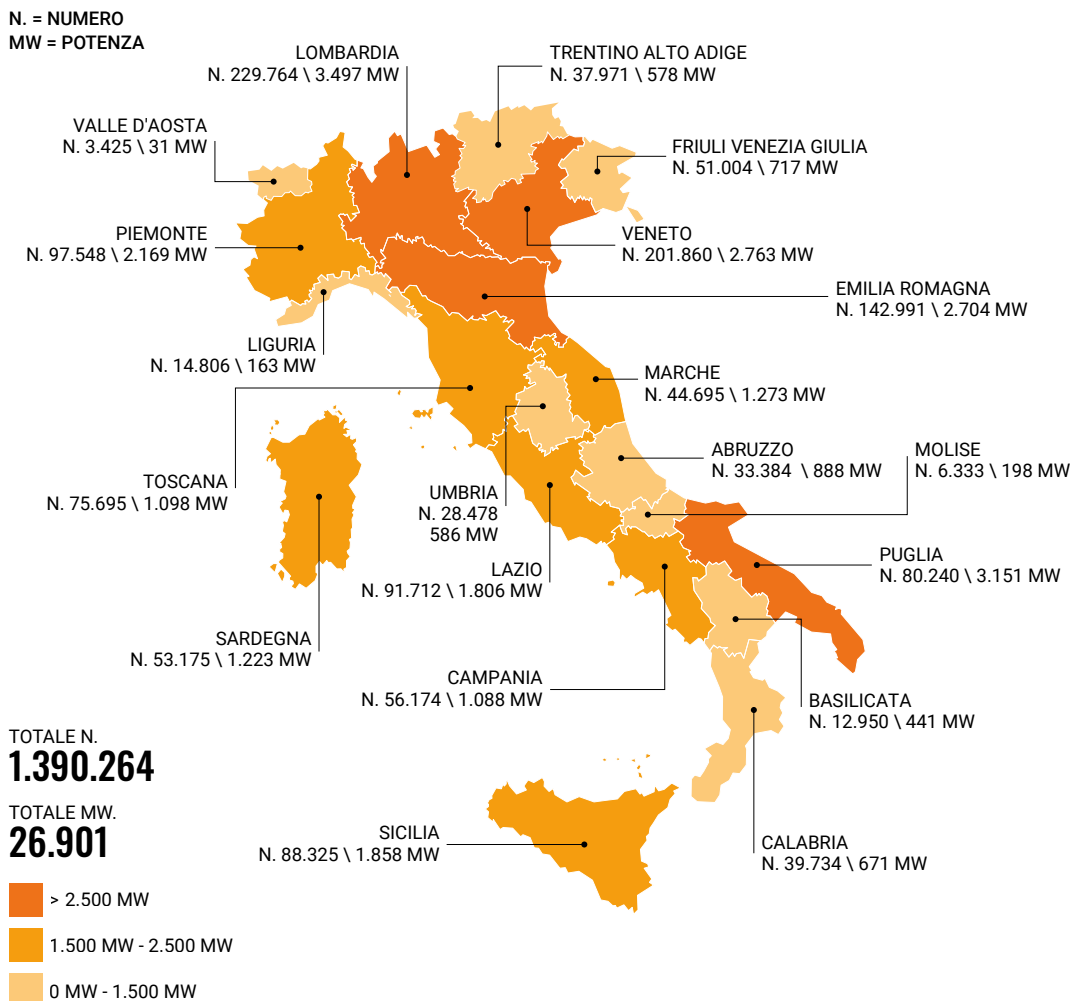 N. = NUMERO
MW = POTENZA
LOMBARDIA
N. 229.764 \ 3.497 MW
TRENTINO ALTO ADIGE
N. 37.971 \ 578 MW
VALLE D'AOSTA
N. 3.425 \ 31 MW
FRIULI VENEZIA GIULIA
N. 51.004 \ 717 MW
PIEMONTE
N. 97.548 \ 2.169 MW
VENETO
N. 201.860 \ 2.763 MW
EMILIA ROMAGNA
N. 142.991 \ 2.704 MW
LIGURIA
N. 14.806 \ 163 MW
MARCHE
N. 44.695 \ 1.273 MW
ABRUZZO
N. 33.384 \ 888 MW
MOLISE
N. 6.333 \ 198 MW
TOSCANA
N. 75.695 \ 1.098 MW
UMBRIA
N. 28.478
586 MW
LAZIO
N. 91.712 \ 1.806 MW
PUGLIA
N. 80.240 \ 3.151 MW
SARDEGNA
N. 53.175 \ 1.223 MW
CAMPANIA
N. 56.174 \ 1.088 MW
BASILICATA
N. 12.950 \ 441 MW
SICILIA
N. 88.325 \ 1.858 MW
CALABRIA
N. 39.734 \ 671 MW
TOTALE N.
1.390.264
TOTALE MW.
26.901
> 2.500 MW
1.500 MW - 2.500 MW
0 MW - 1.500 MW